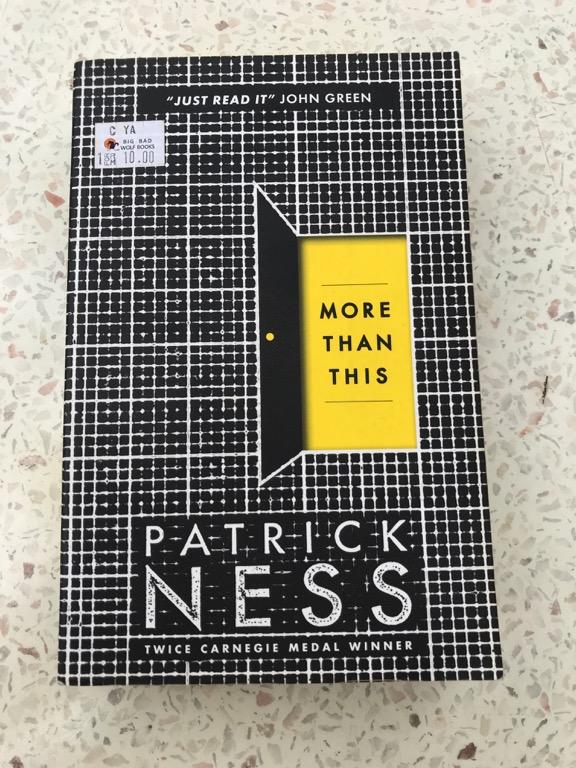 "JUST READ IT" JOHN GREEN
C YA
BIG BAD
WOLF BOOKS
10.00
MORE
THAN
THIS
PATRICK
NESS
TWICE CARNEGIE MEDAL WINNER